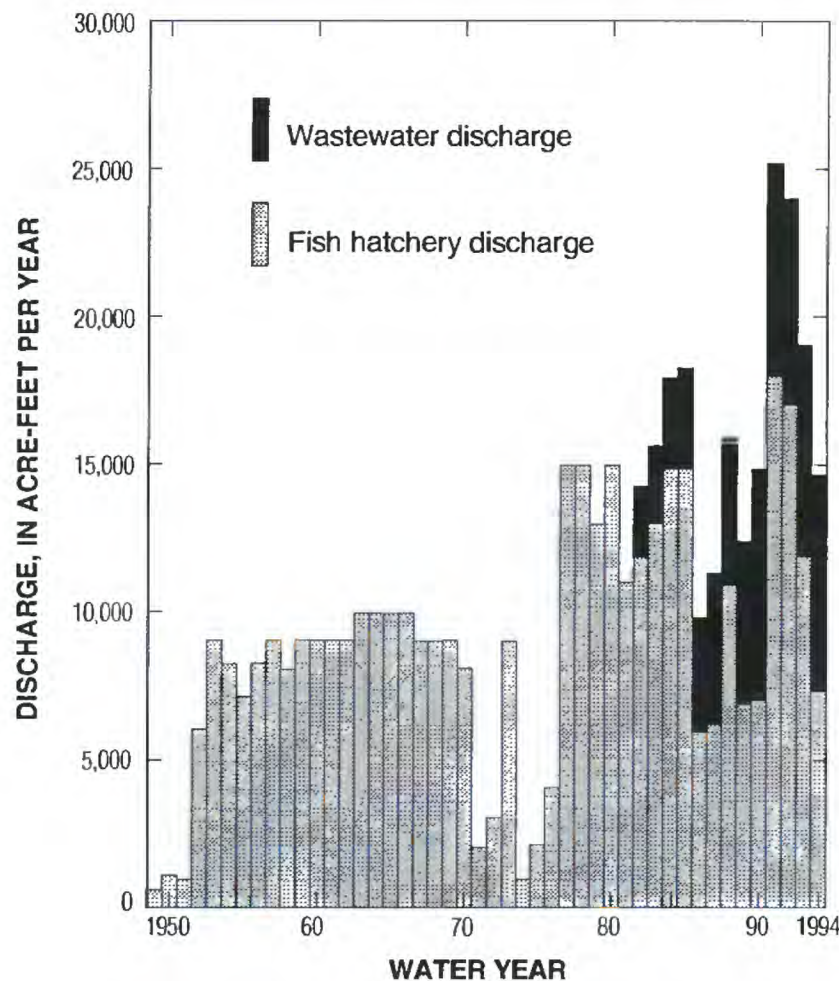 30,000
25,000
20,000
15,000
10,000
5,000
0
DISCHARGE, IN ACRE-FEET PER YEAR
Wastewater discharge
Fish hatchery discharge
1950 60 70 80 90 1994
WATER YEAR